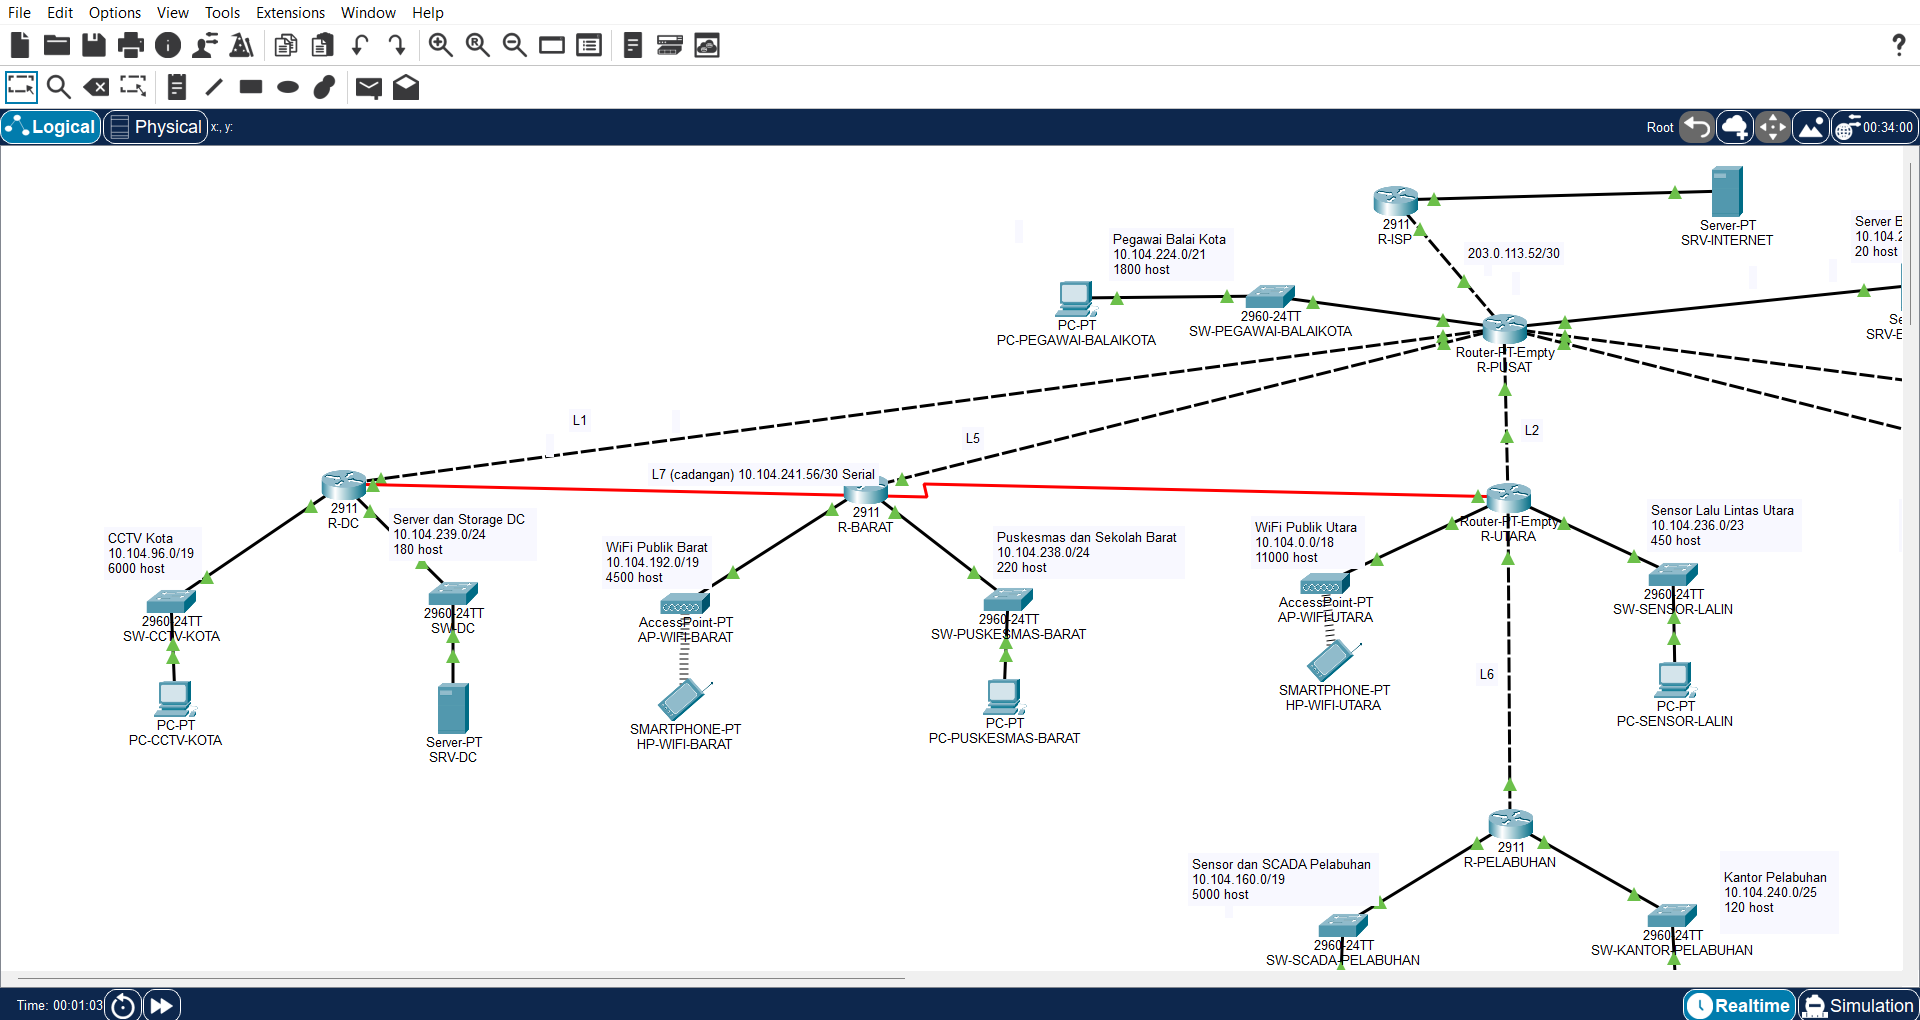 File Edit Options View Tools Extensions Window Help
Logical
Physical
x:, y:
Root
00:34:00
2911
R-ISP
Server-PT
SRV-INTERNET
203.0.113.52/30
Server
10.104.
20 host
Pegawai Balai Kota
10.104.224.0/21
1800 host
PC-PT
PC-PEGAWAI-BALAIKOTA
2960-24TT
SW-PEGAWAI-BALAIKOTA
Router-PT-Empty
R-PUSAT
L1
L5
L2
L7 (cadangan) 10.104.241.56/30 Serial
2911
R-DC
2911
R-BARAT
Router-PT-Empty
R-UTARA
CCTV Kota
10.104.96.0/19
6000 host
Server dan Storage DC
10.104.239.0/24
180 host
WiFi Publik Barat
10.104.192.0/19
4500 host
Puskesmas dan Sekolah Barat
10.104.238.0/24
220 host
WiFi Publik Utara
10.104.0.0/18
11000 host
Sensor Lalu Lintas Utara
10.104.236.0/23
450 host
2960-24TT
SW-CCTV-KOTA
2960-24TT
SW-DC
AccessPoint-PT
AP-WIFI-BARAT
2960-24TT
SW-PUSKESMAS-BARAT
AccessPoint-PT
AP-WIFI-UTARA
2960-24TT
SW-SENSOR-LALIN
PC-PT
PC-CCTV-KOTA
Server-PT
SRV-DC
SMARTPHONE-PT
HP-WIFI-BARAT
PC-PT
PC-PUSKESMAS-BARAT
SMARTPHONE-PT
HP-WIFI-UTARA
L6
PC-PT
PC-SENSOR-LALIN
2911
R-PELABUHAN
Sensor dan SCADA Pelabuhan
10.104.160.0/19
5000 host
Kantor Pelabuhan
10.104.240.0/25
120 host
2960-24TT
SW-SCADA-PELABUHAN
2960-24TT
SW-KANTOR-PELABUHAN
Time: 00:01:03
Realtime
Simulation